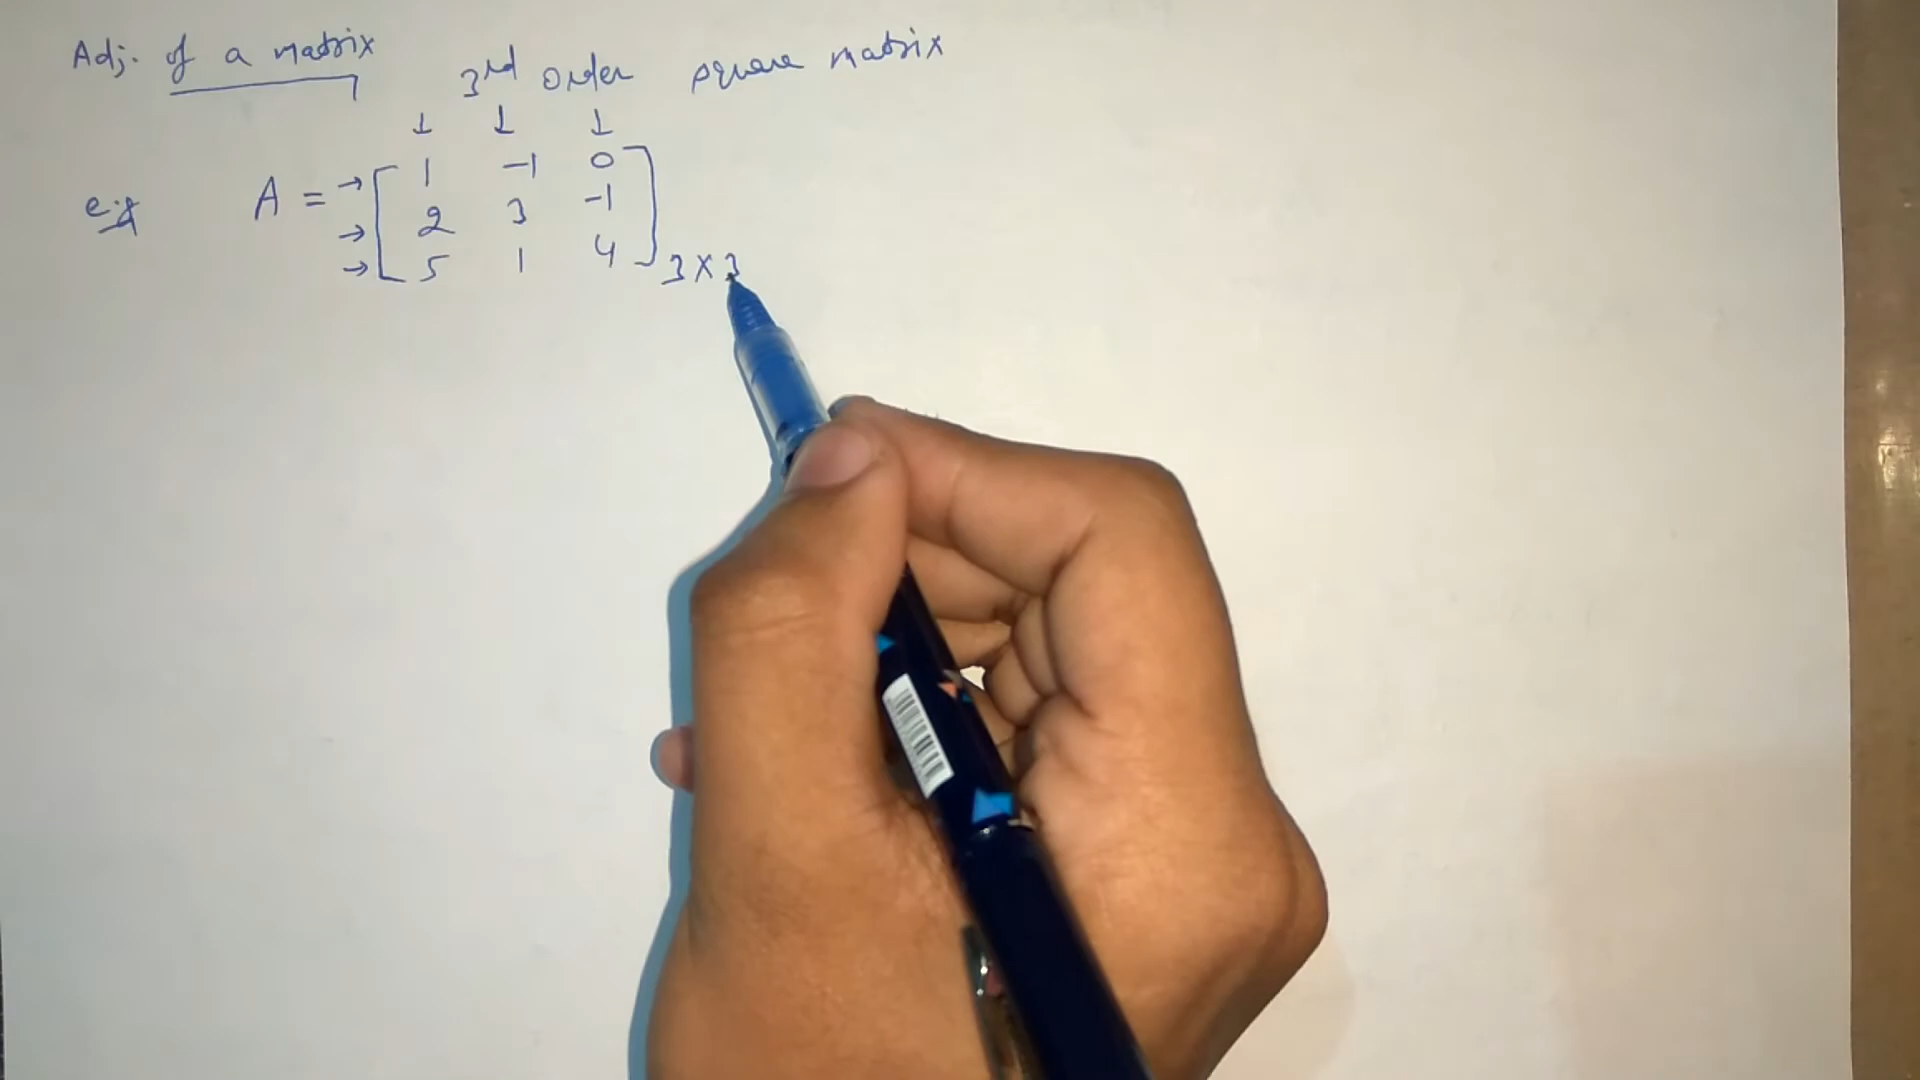 Adj. of a matrix
3rd order square matrix
↓ ↓ ↓
e.g A = → [ 1 -1 0
→ 2 3 -1
→ 5 1 4 ] 3×3